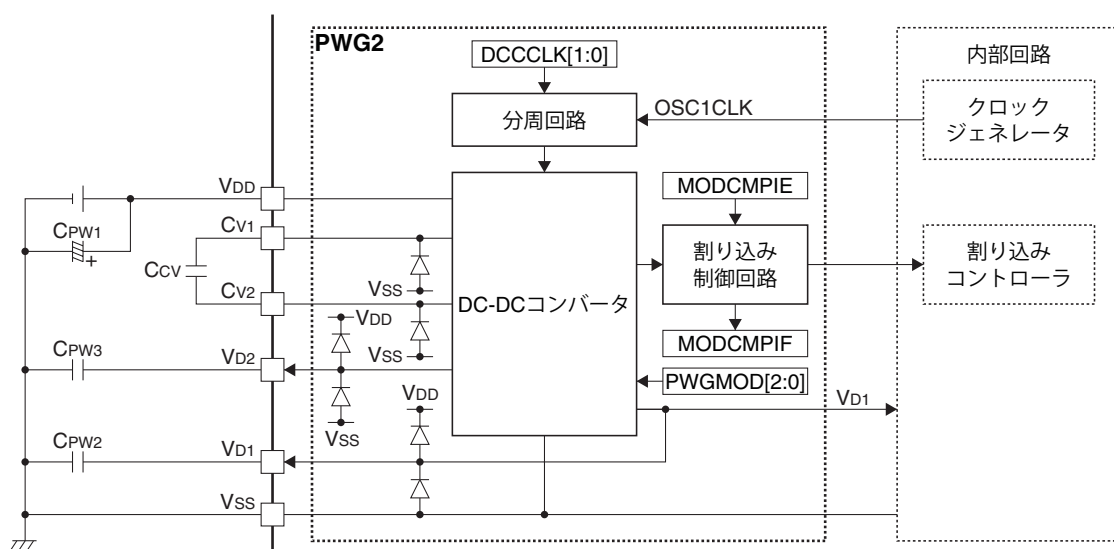 PWG2
DCCCLK[1:0]
内部回路
分周回路
OSC1CLK
クロック
ジェネレータ
VDD
MODCMPIE
CPW1
+
CV1
CCV
VSS
割り込み
制御回路
割り込み
コントローラ
CV2
DC-DCコンバータ
VDD
VSS
MODCMPIF
CPW3
VD2
PWGMOD[2:0]
VDD
VD1
VSS
CPW2
VD1
VSS